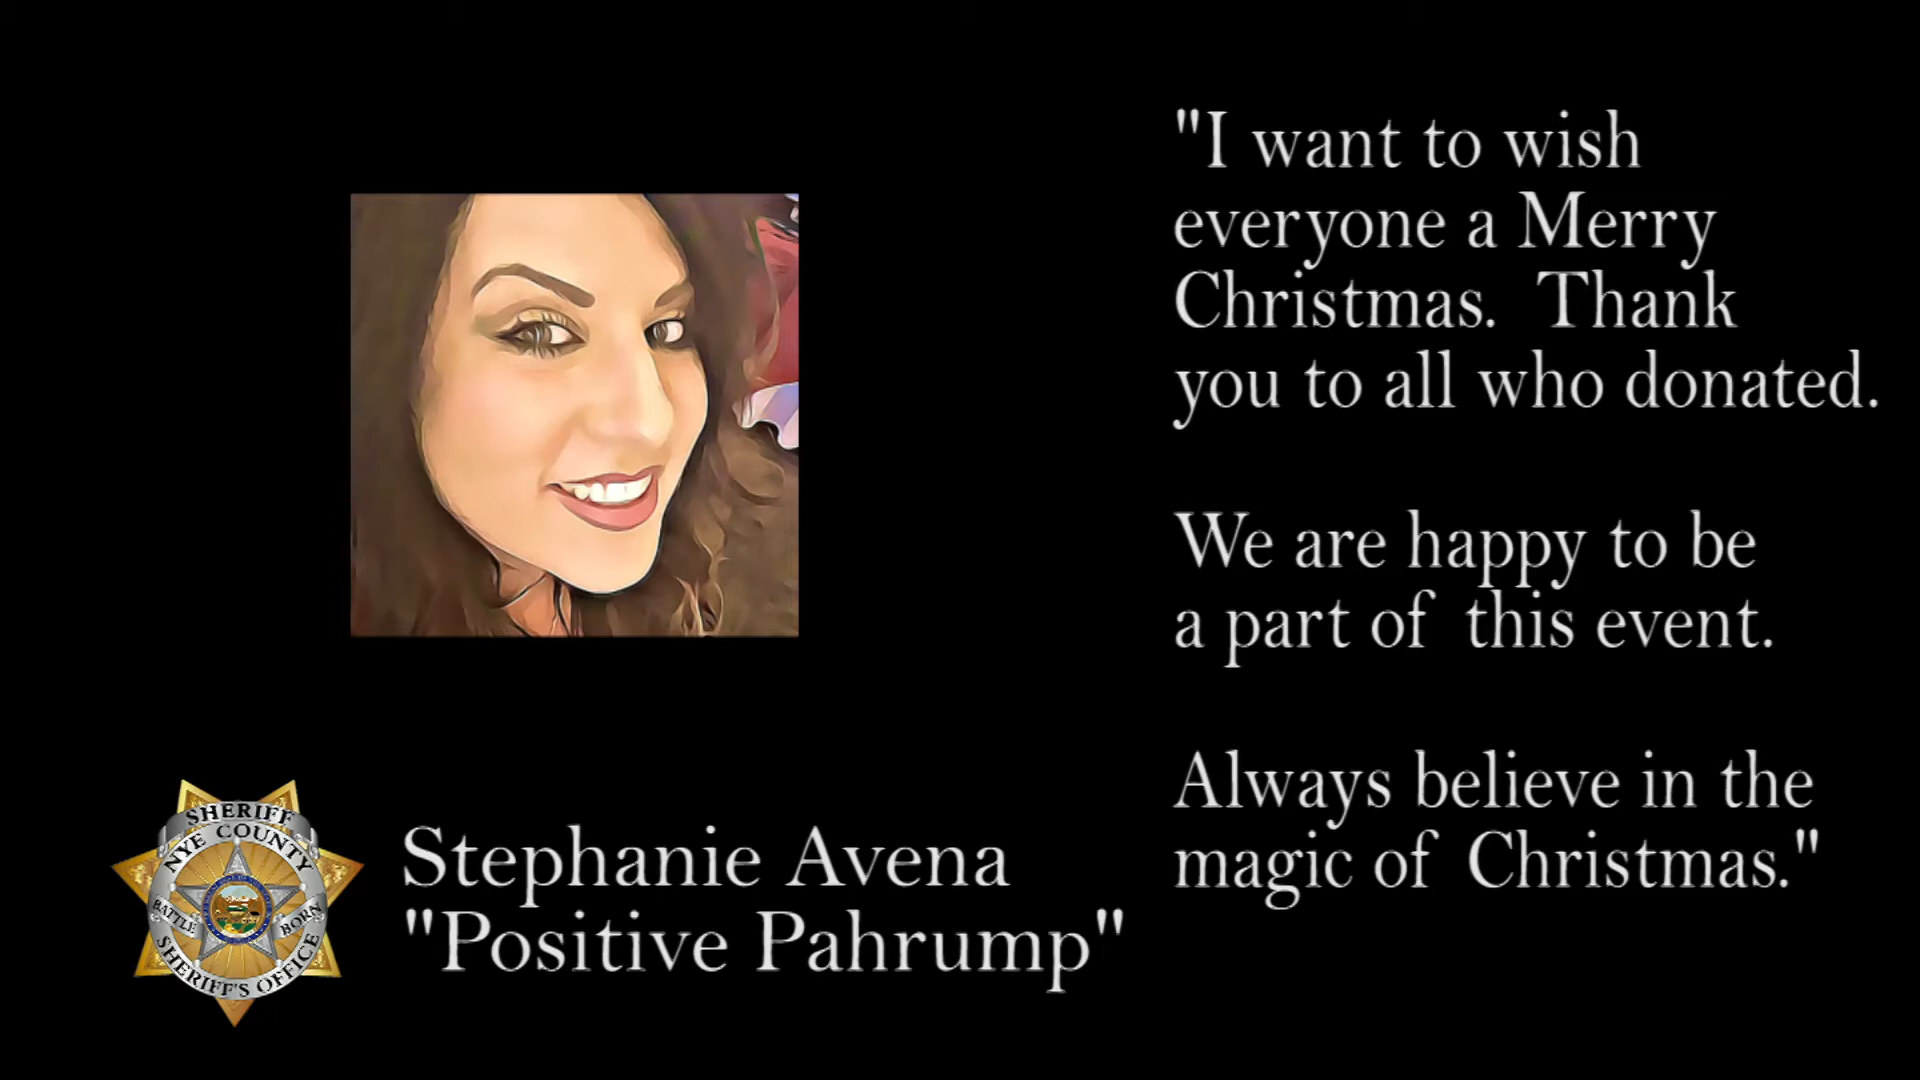 "I want to wish
everyone a Merry
Christmas.  Thank
you to all who donated.
We are happy to be
a part of  this event.
Always believe in the
magic of  Christmas."
Stephanie Avena
"Positive Pahrump"
SHERIFF
NYE COUNTY
BATTLE BORN
SHERIFF'S OFFICE